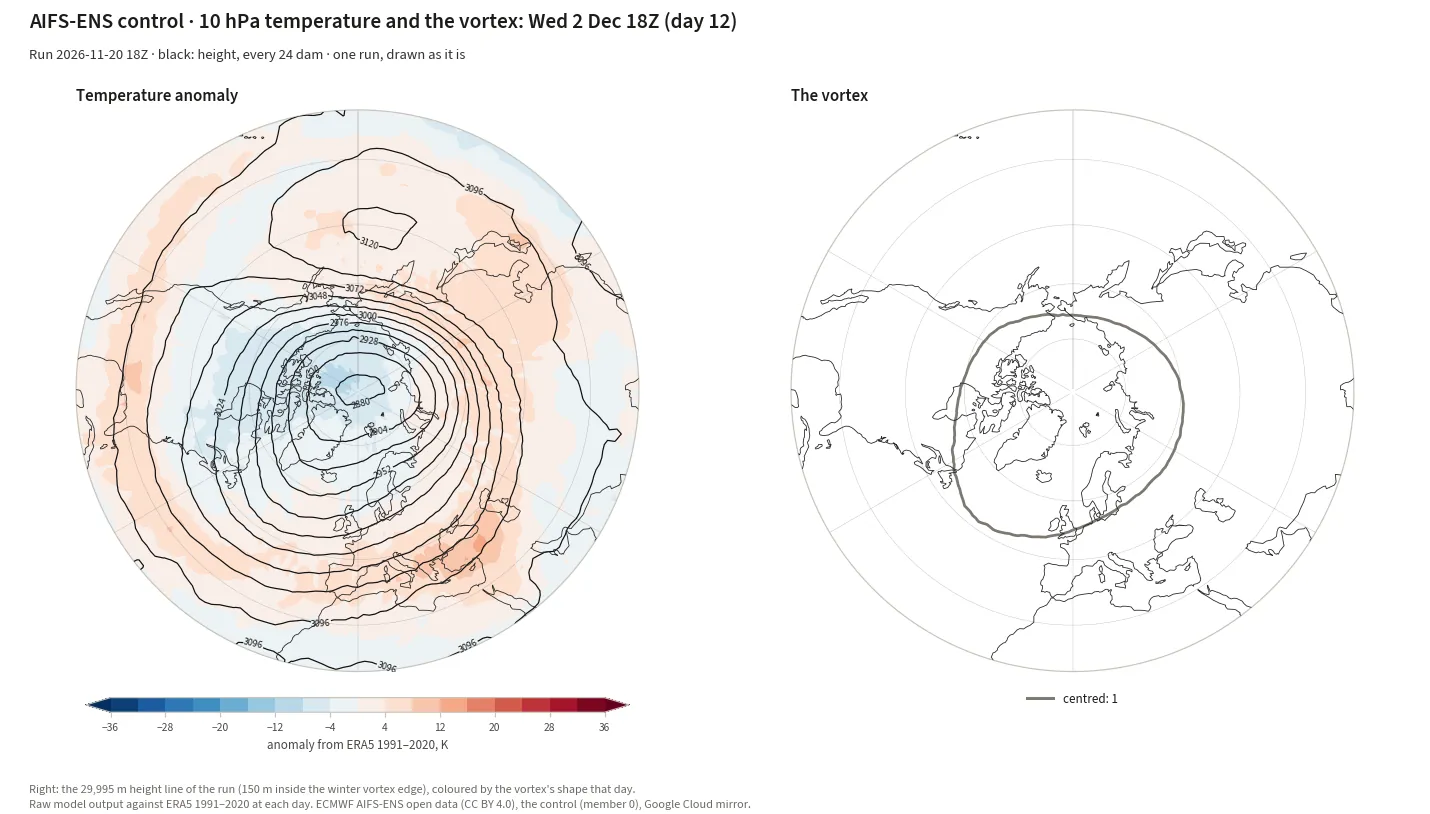 AIFS-ENS control · 10 hPa temperature and the vortex: Wed 2 Dec 18Z (day 12)
Run 2026-11-20 18Z · black: height, every 24 dam · one run, drawn as it is
Temperature anomaly
The vortex
3096
3120
3096
3072
3048
3000
2976
2928
2880
3024
2904
2952
3096
3096
3096
3096
−36 −28 −20 −12 −4 4 12 20 28 36
anomaly from ERA5 1991–2020, K
centred: 1
Right: the 29,995 m height line of the run (150 m inside the winter vortex edge), coloured by the vortex's shape that day.
Raw model output against ERA5 1991–2020 at each day. ECMWF AIFS-ENS open data (CC BY 4.0), the control (member 0), Google Cloud mirror.